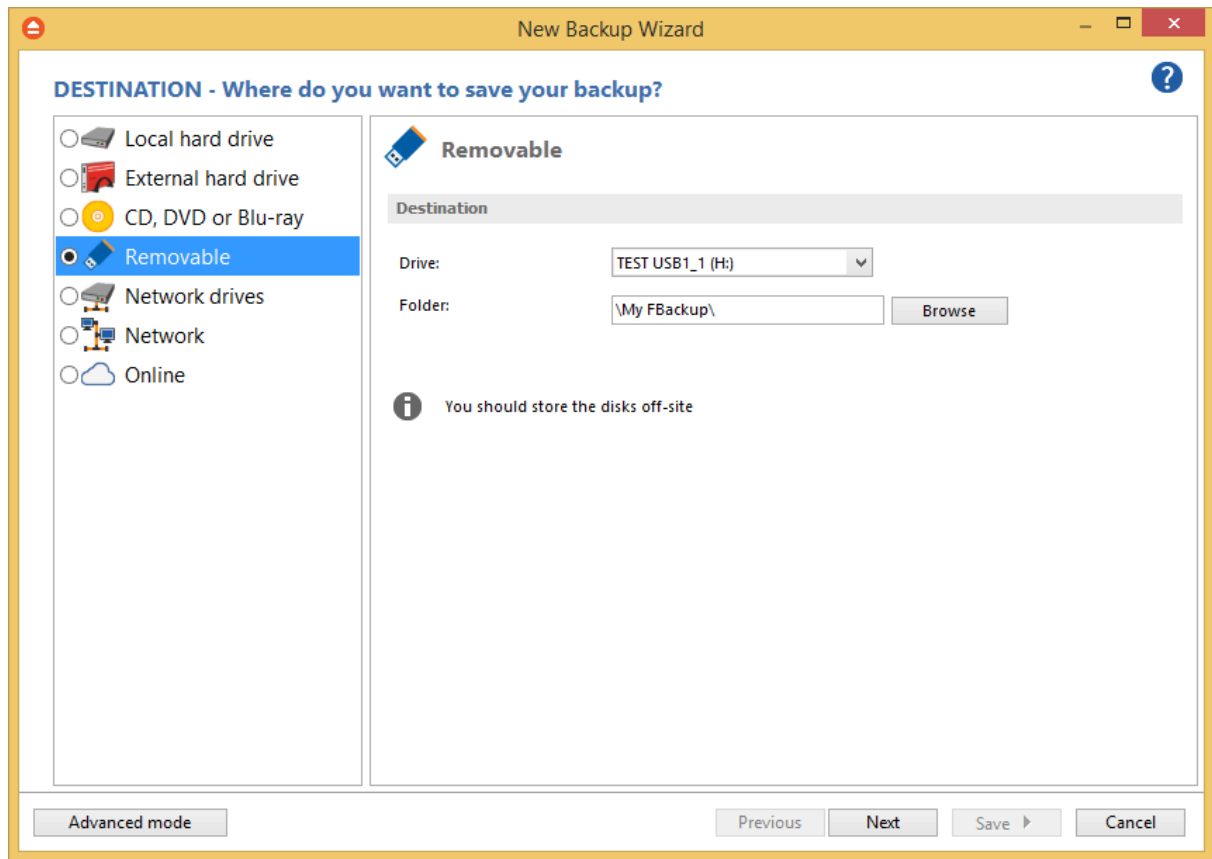 New Backup Wizard
DESTINATION - Where do you want to save your backup?
Local hard drive
External hard drive
CD, DVD or Blu-ray
Removable
Network drives
Network
Online
Removable
Destination
Drive: TEST USB1_1 (H:)
Folder: \My FBackup\ Browse
You should store the disks off-site
Advanced mode Previous Next Save Cancel